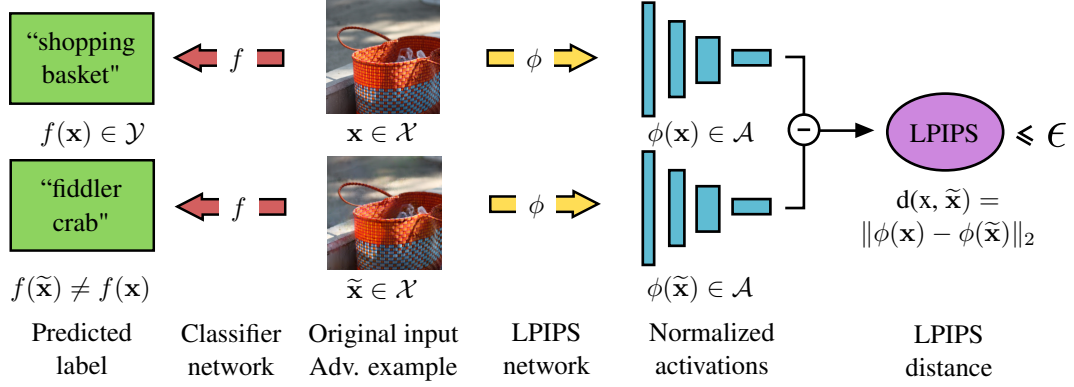 “shopping
basket"
f
ϕ
f(x) ∈ 𝒴
x ∈ 𝒳
ϕ(x) ∈ 𝒜
−
LPIPS ⩽ ϵ
“fiddler
crab"
f
ϕ
d(x, x̃) =
‖ϕ(x) − ϕ(x̃)‖₂
f(x̃) ≠ f(x)
x̃ ∈ 𝒳
ϕ(x̃) ∈ 𝒜
Predicted
label
Classifier
network
Original input
Adv. example
LPIPS
network
Normalized
activations
LPIPS
distance